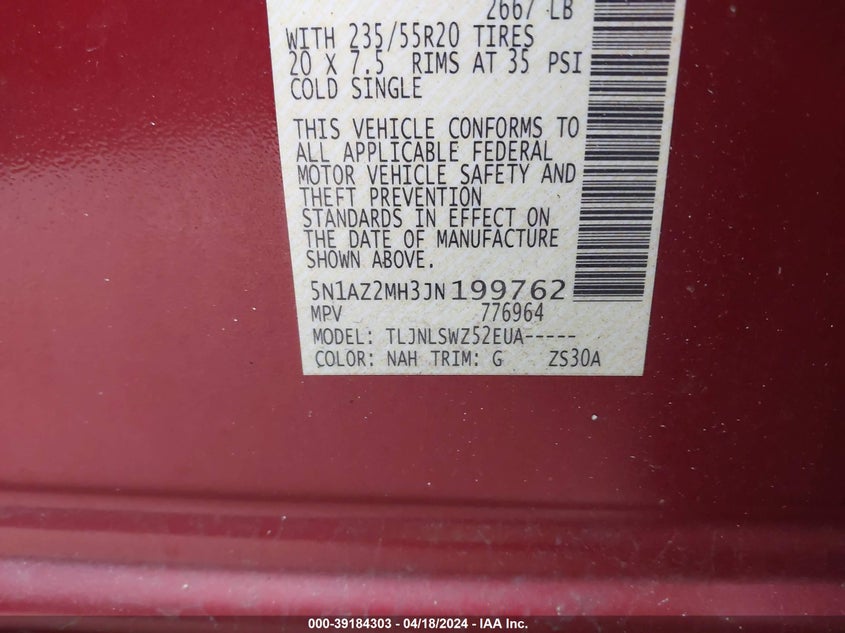 2667 LB
WITH 235/55R20 TIRES
20 X 7.5 RIMS AT 35 PSI
COLD SINGLE
THIS VEHICLE CONFORMS TO
ALL APPLICABLE FEDERAL
MOTOR VEHICLE SAFETY AND
THEFT PREVENTION
STANDARDS IN EFFECT ON
THE DATE OF MANUFACTURE
SHOWN ABOVE.
5N1AZ2MH3JN199762
MPV 776964
MODEL: TLJNLSWZ52EUA-----
COLOR: NAH TRIM: G ZS30A
000-39184303 - 04/18/2024 - IAA Inc.